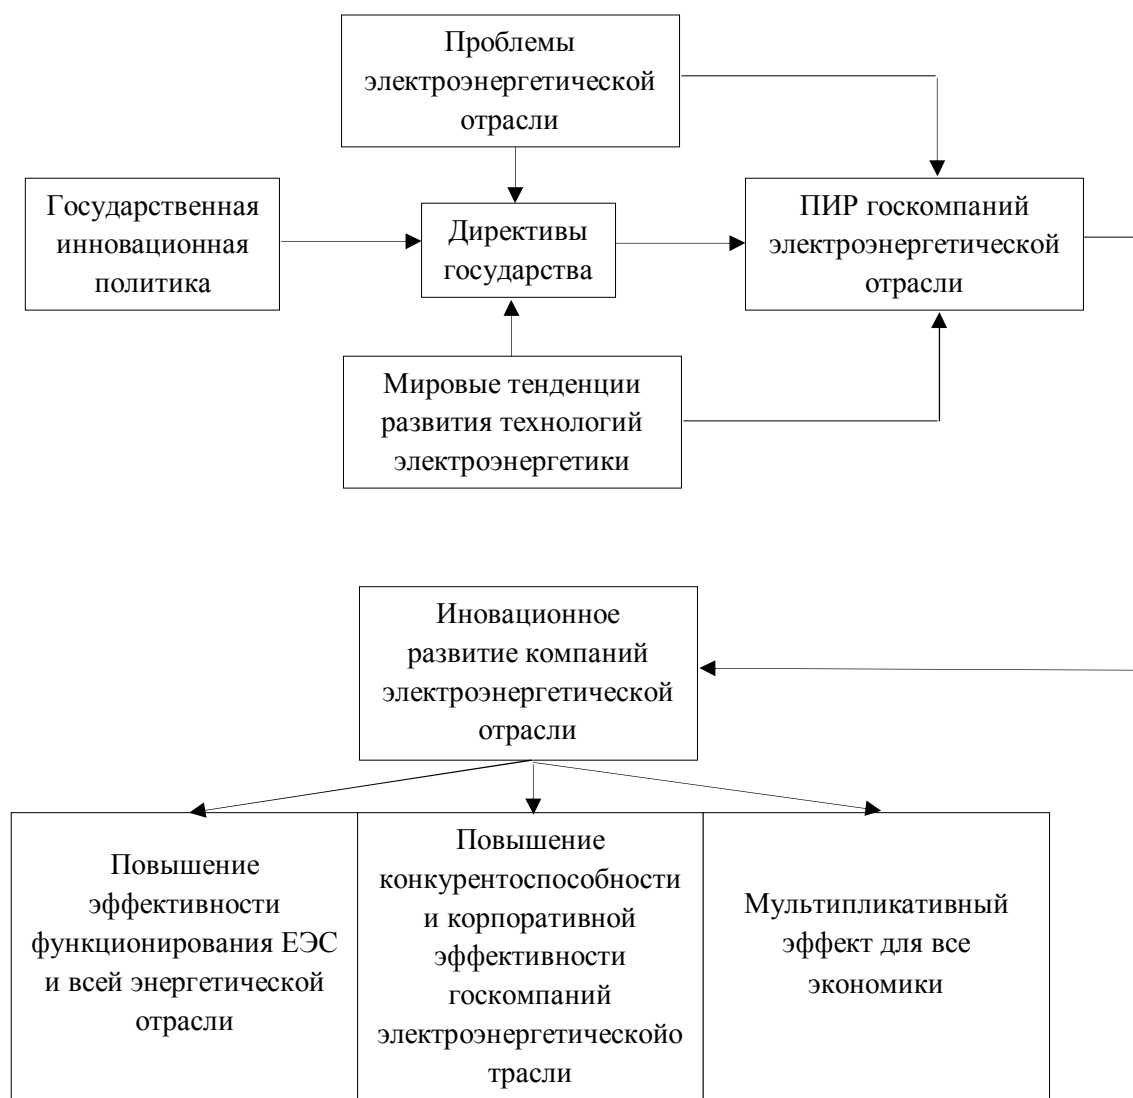 Проблемы
электроэнергетической
отрасли
Государственная
инновационная
политика
Директивы
государства
ПИР госкомпаний
электроэнергетической
отрасли
Мировые тенденции
развития технологий
электроэнергетики
Иновационное
развитие компаний
электроэнергетической
отрасли
Повышение
эффективности
функционирования ЕЭС
и всей энергетической
отрасли
Повышение
конкурентоспособности
и корпоративной
эффективности
госкомпаний
электроэнергетическойо
трасли
Мультипликативный
эффект для все
экономики